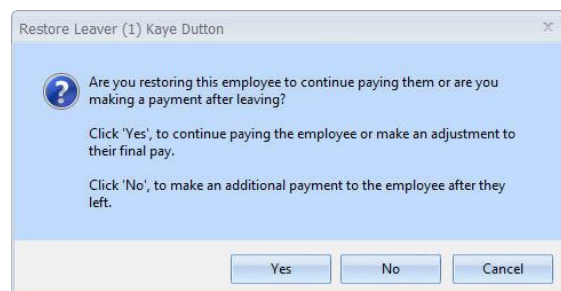 Restore Leaver (1) Kaye Dutton
Are you restoring this employee to continue paying them or are you
making a payment after leaving?
Click 'Yes', to continue paying the employee or make an adjustment to
their final pay.
Click 'No', to make an additional payment to the employee after they
left.
Yes No Cancel